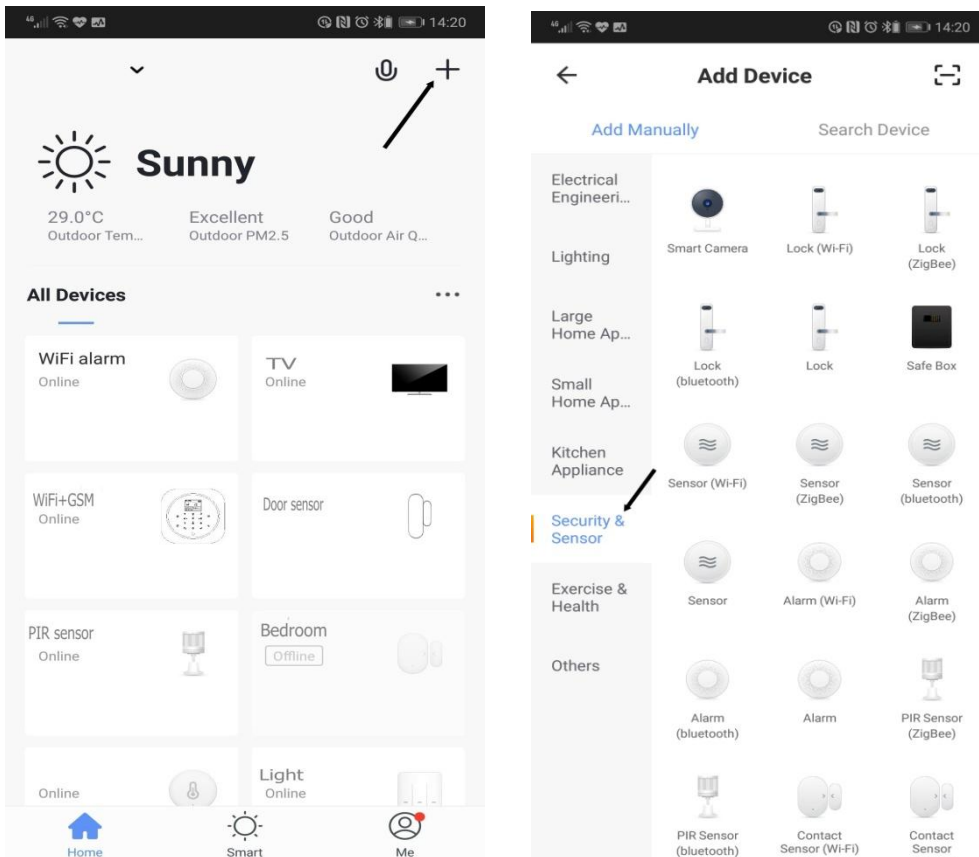 46 14:20
Sunny
29.0°C Excellent Good
Outdoor Tem... Outdoor PM2.5 Outdoor Air Q...
All Devices
WiFi alarm
Online
TV
Online
WiFi+GSM
Online
Door sensor
PIR sensor
Online
Bedroom
Offline
Online
Light
Online
Home Smart Me
46 14:20
Add Device
Add Manually Search Device
Electrical
Engineeri...
Lighting
Large
Home Ap...
Small
Home Ap...
Kitchen
Appliance
Security &
Sensor
Exercise &
Health
Others
Smart Camera
Lock (Wi-Fi)
Lock
(ZigBee)
Lock
(bluetooth)
Lock
Safe Box
Sensor (Wi-Fi)
Sensor
(ZigBee)
Sensor
(bluetooth)
Sensor
Alarm (Wi-Fi)
Alarm
(ZigBee)
Alarm
(bluetooth)
Alarm
PIR Sensor
(ZigBee)
PIR Sensor
(bluetooth)
Contact
Sensor (Wi-Fi)
Contact
Sensor